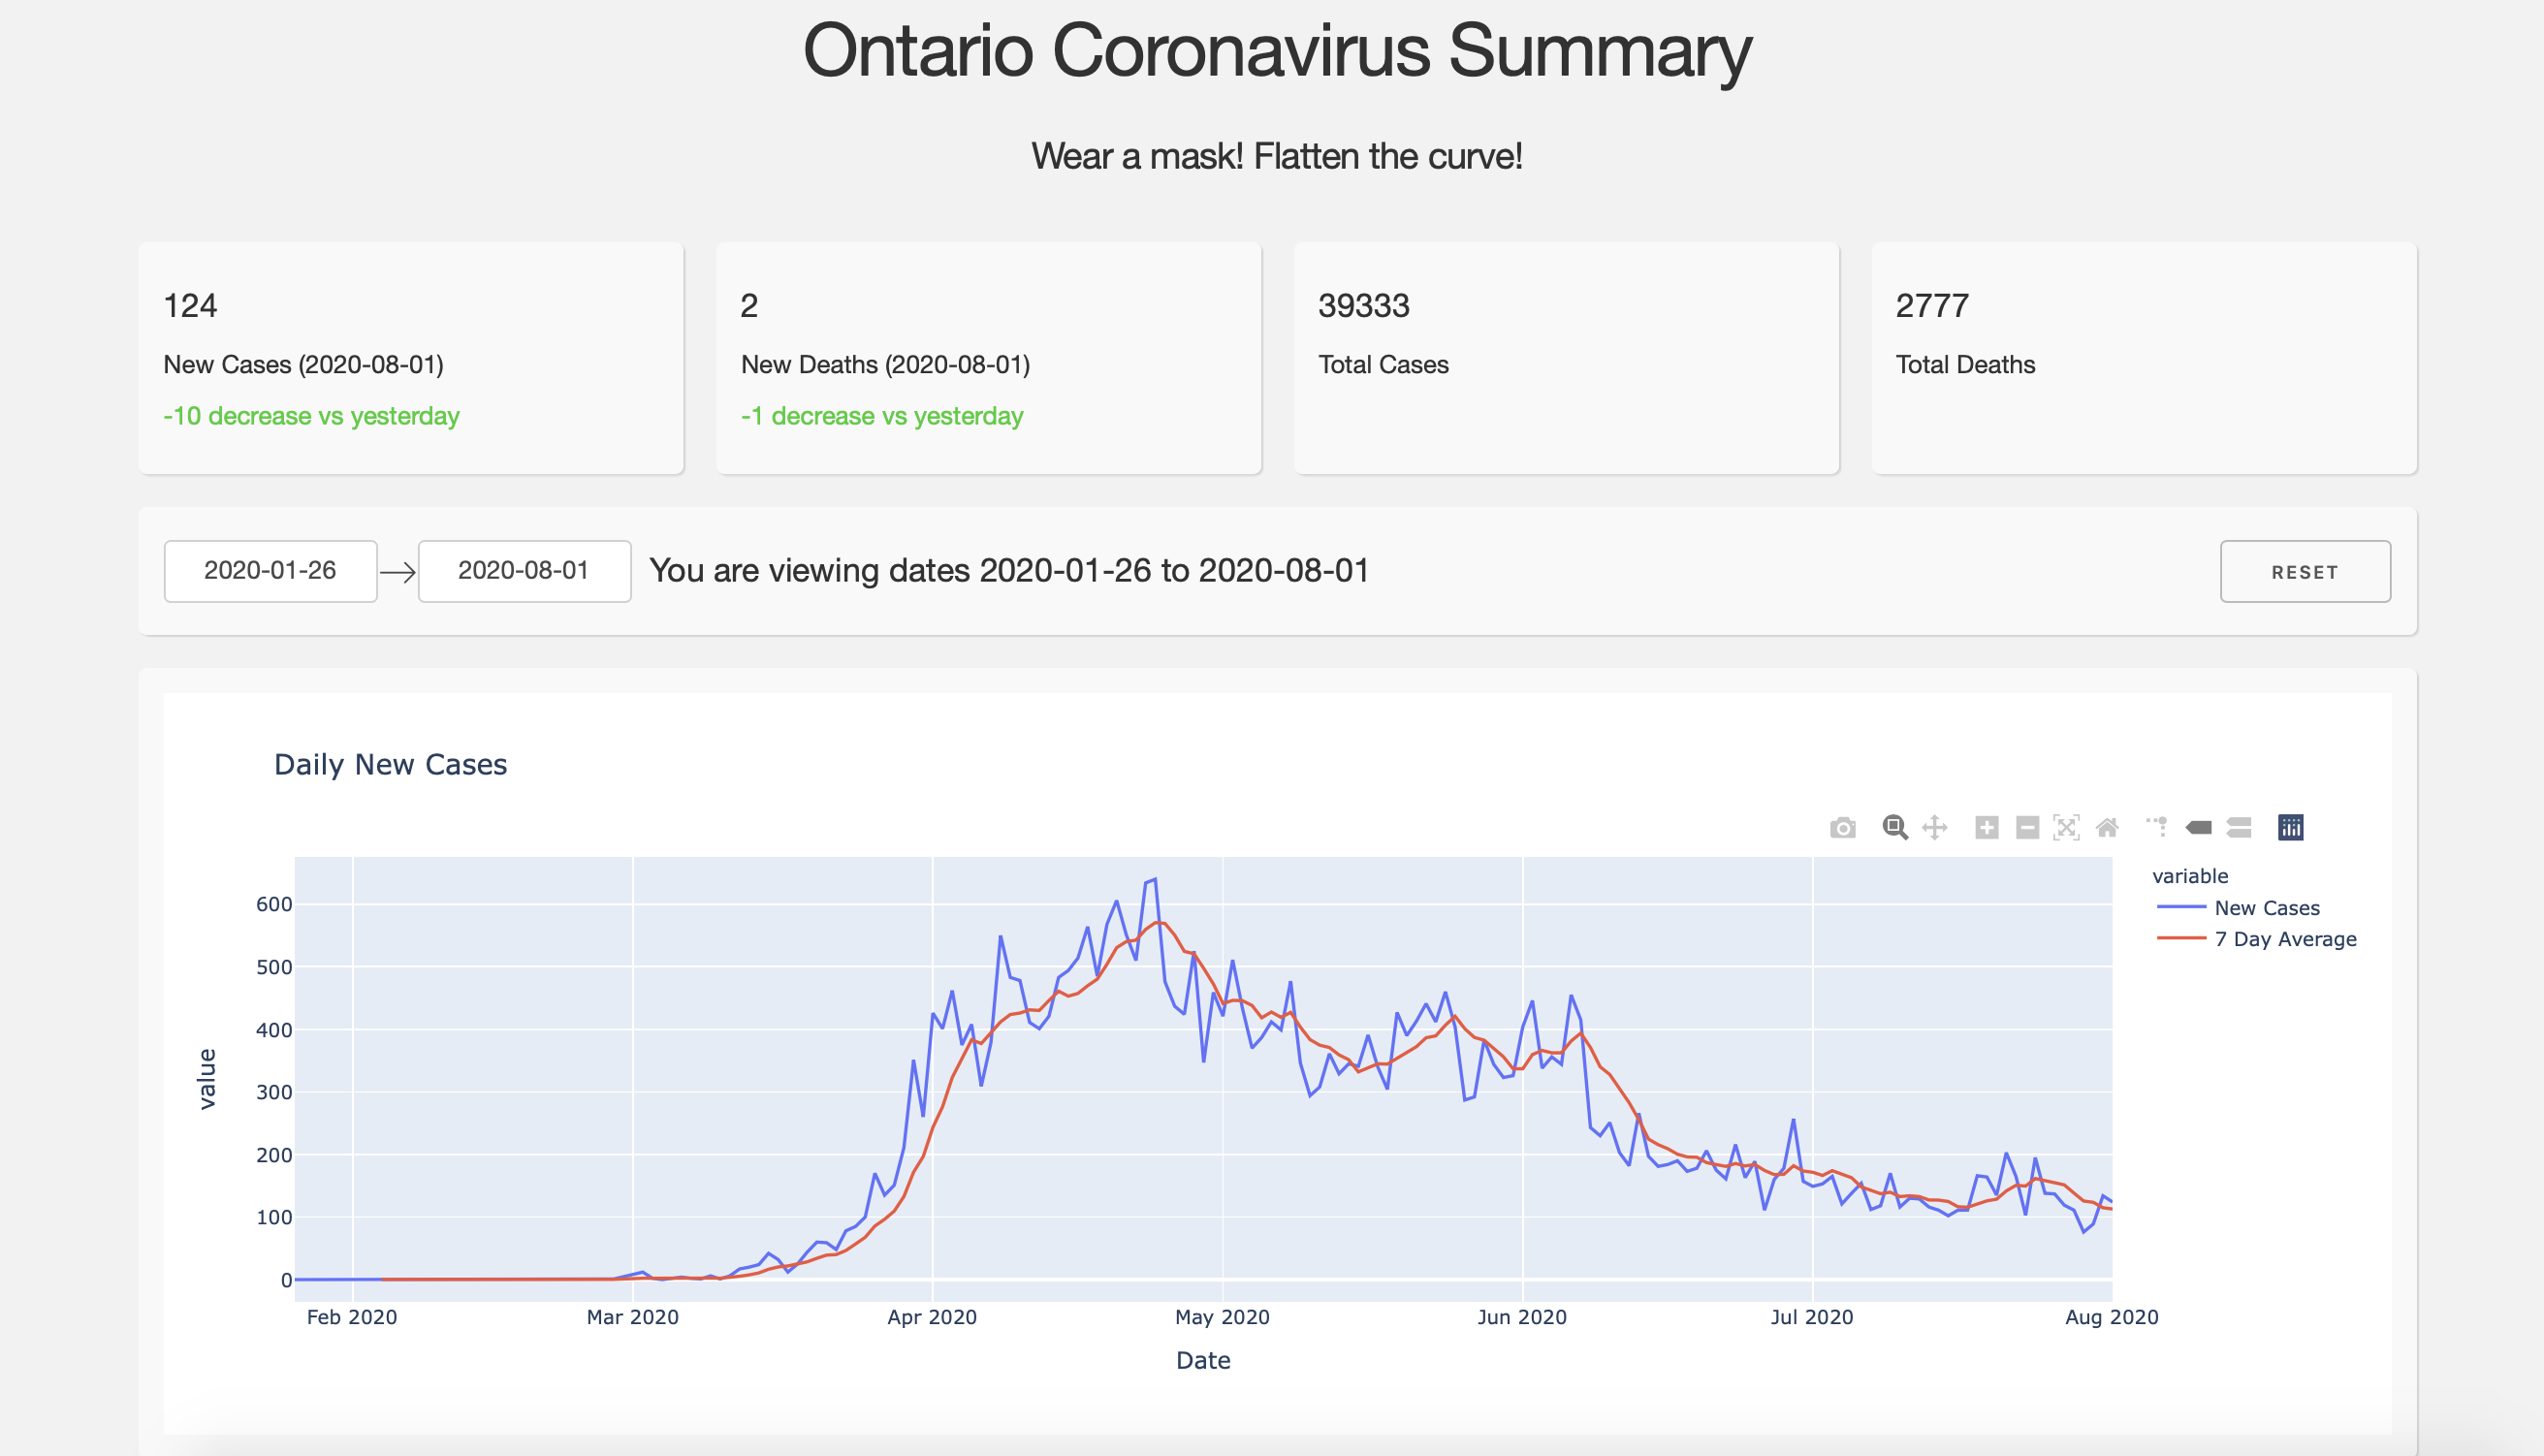 Ontario Coronavirus Summary
Wear a mask! Flatten the curve!
124
New Cases (2020-08-01)
-10 decrease vs yesterday
2
New Deaths (2020-08-01)
-1 decrease vs yesterday
39333
Total Cases
2777
Total Deaths
2020-01-26
2020-08-01
You are viewing dates 2020-01-26 to 2020-08-01
RESET
Daily New Cases
variable
New Cases
7 Day Average
value
600
500
400
300
200
100
0
Feb 2020
Mar 2020
Apr 2020
May 2020
Jun 2020
Jul 2020
Aug 2020
Date